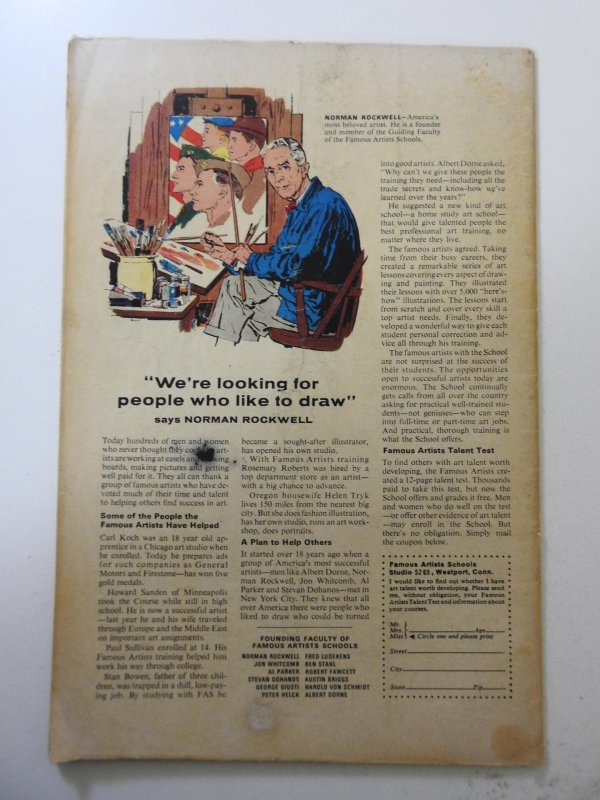 NORMAN ROCKWELL—America's
most beloved artist. He is a founder
and member of the Guiding Faculty
of the Famous Artists Schools.
"We're looking for
people who like to draw"
says NORMAN ROCKWELL
Today hundreds of men and women
who never thought they could be art-
ists are working at easels and
boards, making pictures and getting
well paid for it. They all can thank a
group of famous artists who have de-
voted much of their time and talent
to helping others find success in art.
Some of the People the
Famous Artists Have Helped
Carl Koch was an 18 year old ap-
prentice in a Chicago art studio when
he enrolled. Today he prepares ads
for such companies as General
Motors and Firestone—has won five
gold medals.
Howard Sanden of Minneapolis
took the Course while still in high
school. He is now a successful artist
—last year he and his wife traveled
through Europe and the Middle East
on important art assignments.
Paul Sullivan enrolled at 14. His
Famous Artists training helped him
work his way through college.
Stan Bowen, father of three chil-
dren, was trapped in a dull, low-pay-
ing job. By studying with FAS he
became a sought-after illustrator,
has opened his own studio.
With Famous Artists training
Rosemary Roberts was hired by a
top department store as an artist—
with a big chance to advance.
Oregon housewife Helen Tryk
lives 150 miles from the nearest big
city. But she does fashion illustration,
has her own studio, runs an art work-
shop, does portraits.
A Plan to Help Others
It started over 18 years ago when a
group of America's most successful
artists—men like Albert Dorne, Nor-
man Rockwell, Jon Whitcomb, Al
Parker and Stevan Dohanos—met in
New York City. They knew that all
over America there were people who
liked to draw who could be turned
into good artists. Albert Dorne asked,
"Why can't we give these people the
training they need—including all the
trade secrets and know-how we've
learned over the years?"
He suggested a new kind of art
school—a home study art school—
that would give talented people the
best professional art training, no
matter where they live.
The famous artists agreed. Taking
time from their busy careers, they
created a remarkable series of art
lessons covering every aspect of draw-
ing and painting. They illustrated
their lessons with over 5,000 "here's-
how" illustrations. The lessons start
from scratch and cover every skill a
top artist needs. Finally, they de-
veloped a wonderful way to give each
student personal correction and ad-
vice all through his training.
The famous artists with the School
are not surprised at the success of
their students. The opportunities
open to successful artists today are
enormous. The School continually
gets calls from all over the country
asking for practical well-trained stu-
dents—not geniuses—who can step
into full-time or part-time art jobs.
And practical, thorough training is
what the School offers.
Famous Artists Talent Test
To find others with art talent worth
developing, the Famous Artists cre-
ated a 12-page talent test. Thousands
paid to take this test, but now the
School offers and grades it free. Men
and women who do well on the test
—or offer other evidence of art talent
—may enroll in the School. But
there's no obligation. Simply mail
the coupon below.
FOUNDING FACULTY OF
FAMOUS ARTISTS SCHOOLS
NORMAN ROCKWELL FRED LUDEKENS
JON WHITCOMB BEN STAHL
AL PARKER ROBERT FAWCETT
STEVAN DOHANOS AUSTIN BRIGGS
GEORGE GIUSTI HAROLD VON SCHMIDT
PETER HELCK ALBERT DORNE
Famous Artists Schools
Studio 5265, Westport, Conn.
I would like to find out whether I have
art talent worth developing. Please send
me, without obligation, your Famous
Artists Talent Test and information about
your courses.
Mr.
Mrs. Age
Miss Circle one and please print
Street
City
State Zip